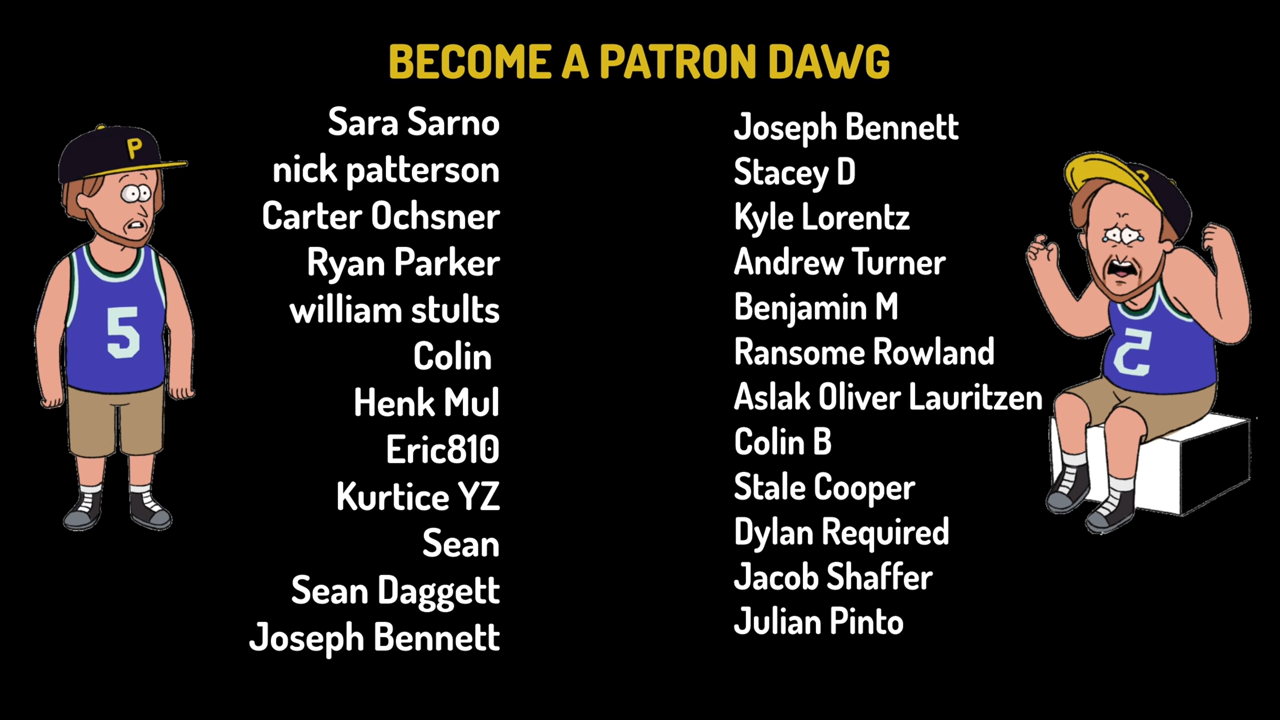 BECOME A PATRON DAWG
Sara Sarno
nick patterson
Carter Ochsner
Ryan Parker
william stults
Colin
Henk Mul
Eric810
Kurtice YZ
Sean
Sean Daggett
Joseph Bennett
Joseph Bennett
Stacey D
Kyle Lorentz
Andrew Turner
Benjamin M
Ransome Rowland
Aslak Oliver Lauritzen
Colin B
Stale Cooper
Dylan Required
Jacob Shaffer
Julian Pinto
P
5
2